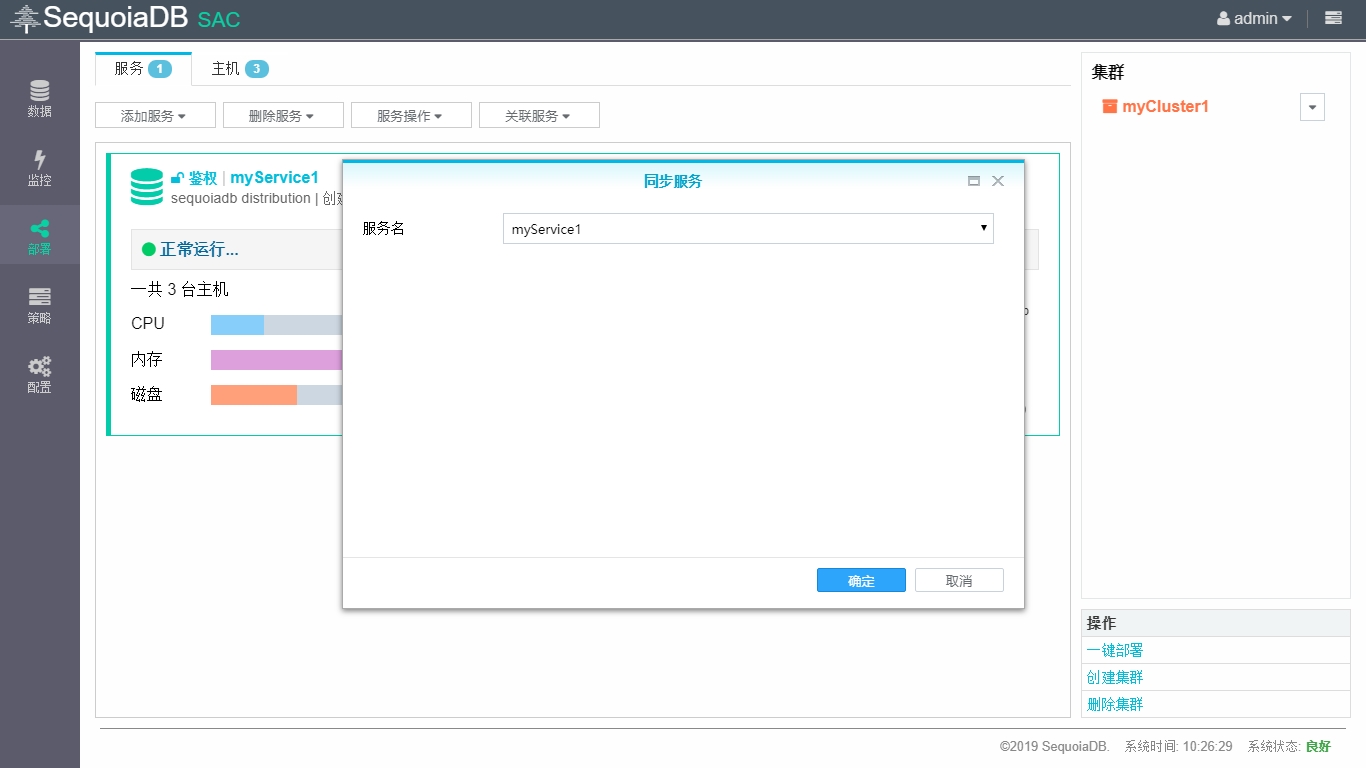 SequoiaDB SAC
admin
数据
监控
部署
策略
配置
服务 1
主机 3
添加服务
删除服务
服务操作
关联服务
鉴权 | myService1
sequoiadb distribution | 创建
正常运行...
一共 3 台主机
CPU
内存
磁盘
同步服务
服务名
myService1
确定
取消
集群
myCluster1
操作
一键部署
创建集群
删除集群
©2019 SequoiaDB. 系统时间: 10:26:29 系统状态: 良好